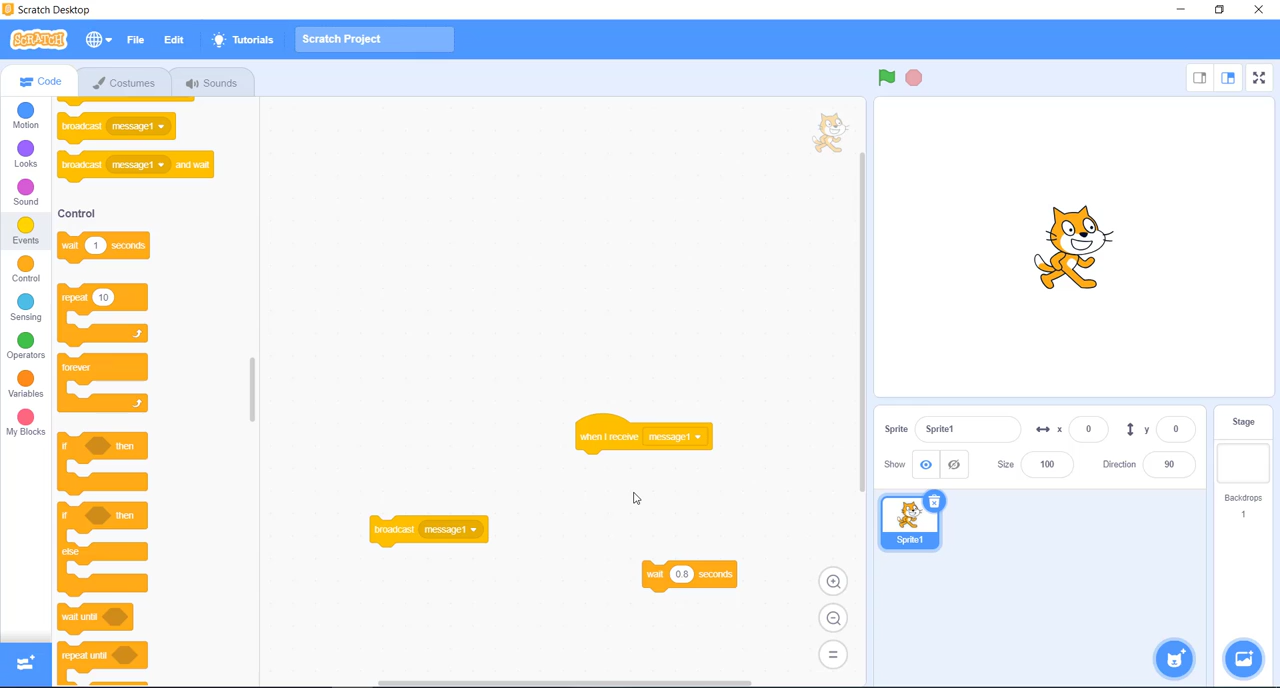 Scratch Desktop
SCRATCH File Edit Tutorials Scratch Project
Code Costumes Sounds
Motion
Looks
Sound
Events
Control
Sensing
Operators
Variables
My Blocks
broadcast message1
broadcast message1 and wait
Control
wait 1 seconds
repeat 10
forever
if then
if then
else
wait until
repeat until
when I receive message1
broadcast message1
wait 0.8 seconds
Sprite Sprite1 x 0 y 0
Show Size 100 Direction 90
Sprite1
Stage
Backdrops
1